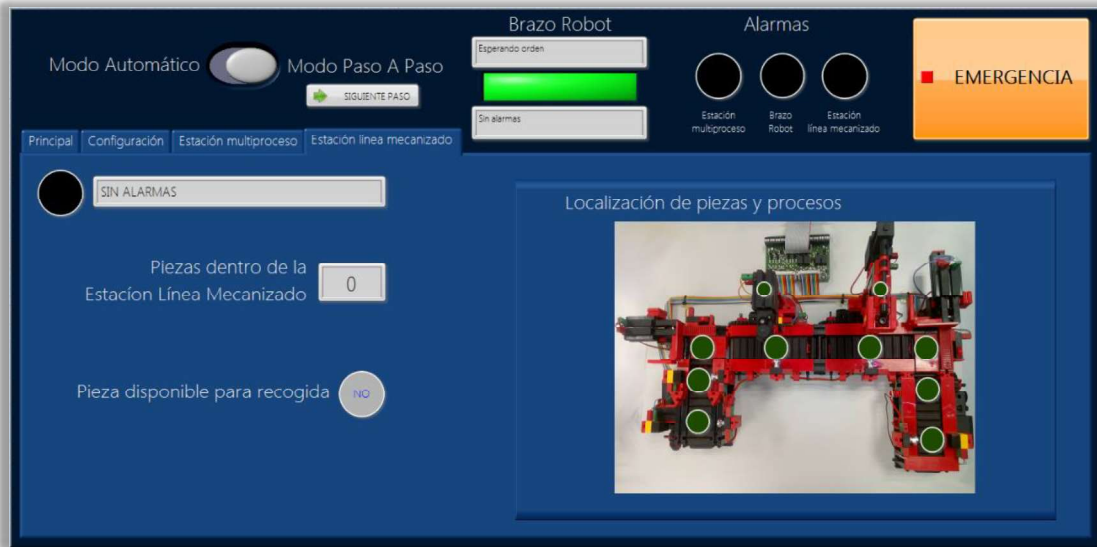 Brazo Robot
Alarmas
Esperando orden
Modo Automático
Modo Paso A Paso
EMERGENCIA
SIGUIENTE PASO
Sin alarmas
Estación
multiproceso
Brazo
Robot
Estación
línea mecanizado
Principal
Configuración
Estación multiproceso
Estación línea mecanizado
SIN ALARMAS
Localización de piezas y procesos
Piezas dentro de la
Estacíon Línea Mecanizado
0
Pieza disponible para recogida
NO